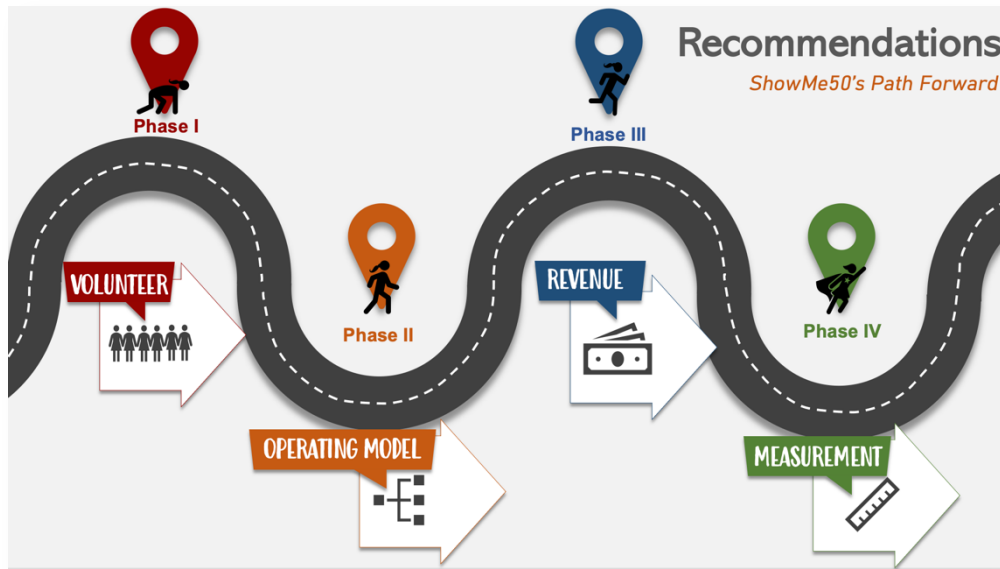 Recommendations
ShowMe50's Path Forward
Phase I
Phase III
VOLUNTEER
REVENUE
Phase II
Phase IV
OPERATING MODEL
MEASUREMENT